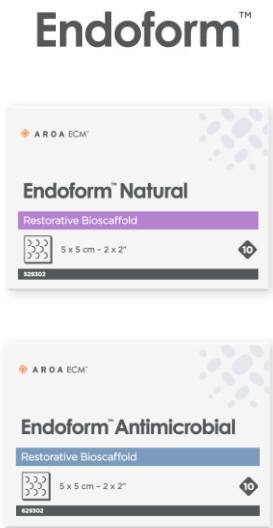 Endoform™
AROA ECM™
Endoform™ Natural
Restorative Bioscaffold
5 x 5 cm - 2 x 2"
10
529302
AROA ECM™
Endoform™ Antimicrobial
Restorative Bioscaffold
5 x 5 cm - 2 x 2"
10
629302